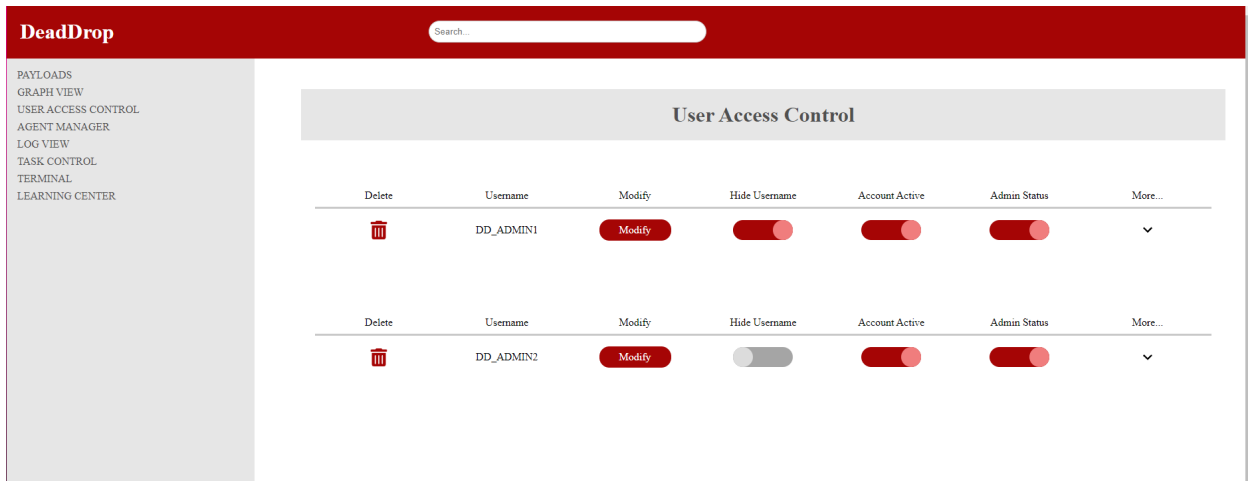 DeadDrop
Search...
PAYLOADS
GRAPH VIEW
USER ACCESS CONTROL
AGENT MANAGER
LOG VIEW
TASK CONTROL
TERMINAL
LEARNING CENTER
User Access Control
Delete Username Modify Hide Username Account Active Admin Status More...
DD_ADMIN1 Modify
Delete Username Modify Hide Username Account Active Admin Status More...
DD_ADMIN2 Modify